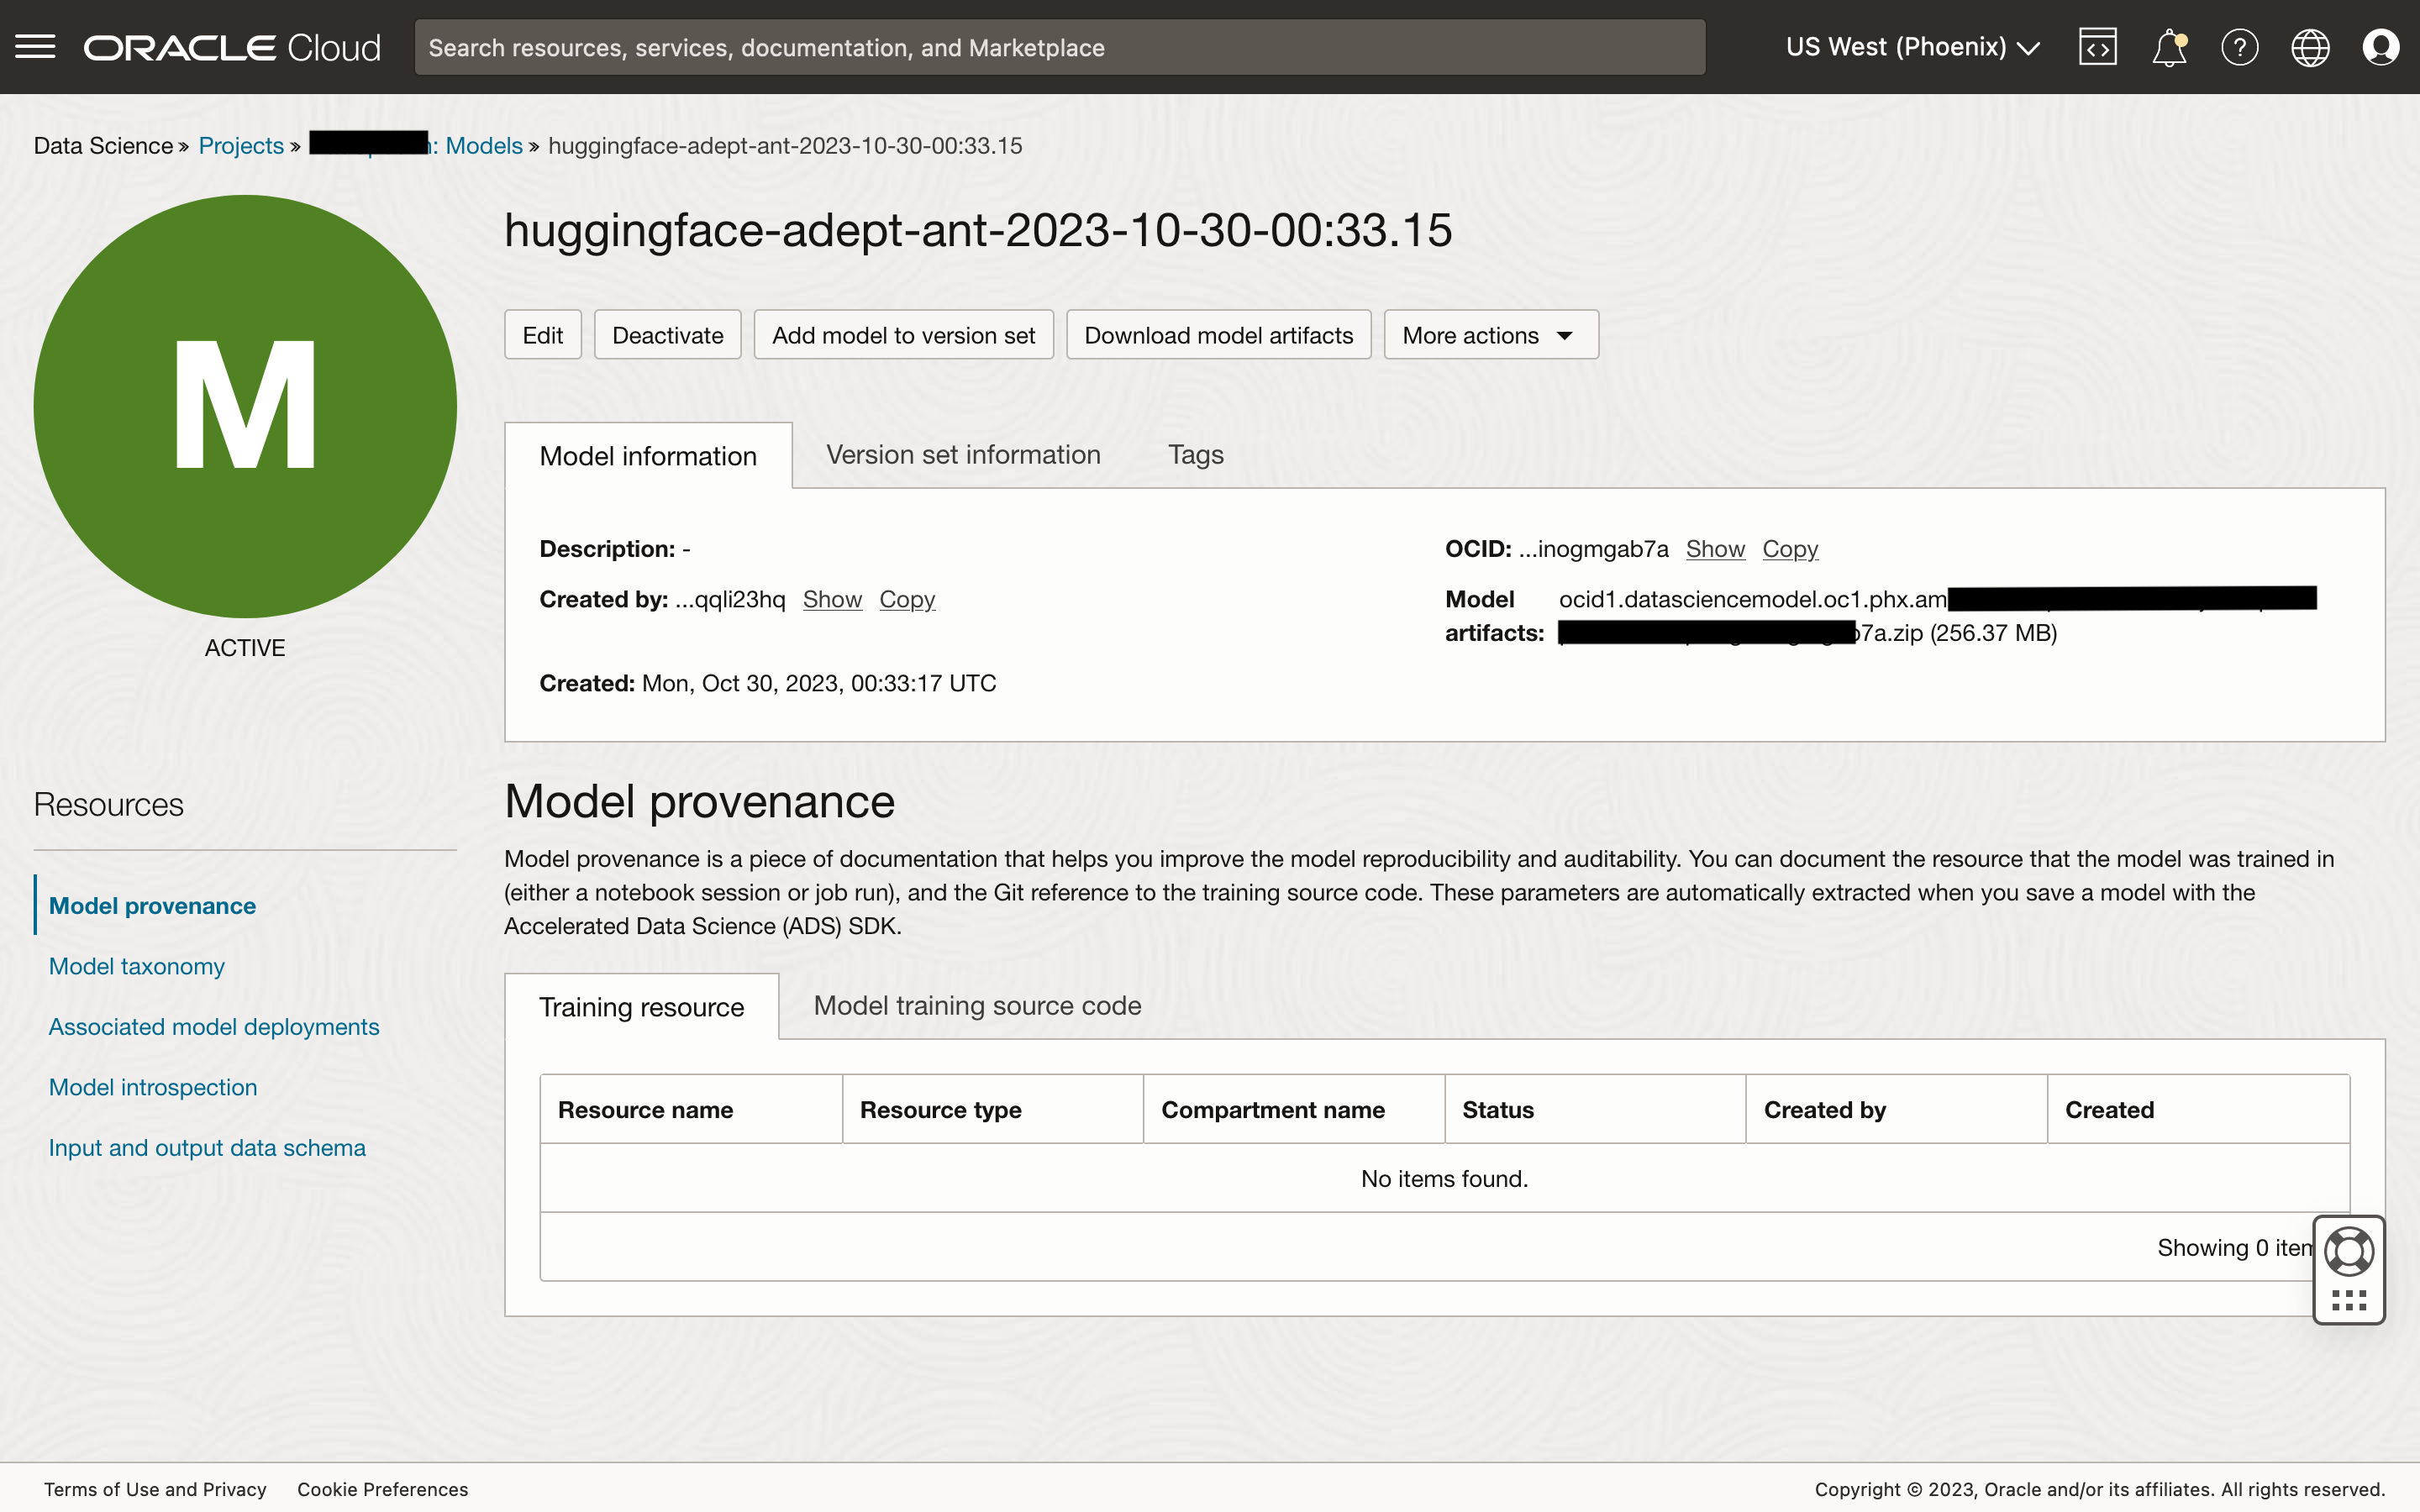 ORACLE Cloud
Search resources, services, documentation, and Marketplace
US West (Phoenix)
Data Science » Projects » : Models » huggingface-adept-ant-2023-10-30-00:33.15
M
ACTIVE
huggingface-adept-ant-2023-10-30-00:33.15
Edit Deactivate Add model to version set Download model artifacts More actions
Model information Version set information Tags
Description: -
Created by: ...qqli23hq Show Copy
Created: Mon, Oct 30, 2023, 00:33:17 UTC
OCID: ...inogmgab7a Show Copy
Model ocid1.datasciencemodel.oc1.phx.am
artifacts: 7a.zip (256.37 MB)
Resources
Model provenance
Model taxonomy
Associated model deployments
Model introspection
Input and output data schema
Model provenance
Model provenance is a piece of documentation that helps you improve the model reproducibility and auditability. You can document the resource that the model was trained in
(either a notebook session or job run), and the Git reference to the training source code. These parameters are automatically extracted when you save a model with the
Accelerated Data Science (ADS) SDK.
Training resource Model training source code
Resource name Resource type Compartment name Status Created by Created
No items found.
Showing 0
Terms of Use and Privacy Cookie Preferences
Copyright © 2023, Oracle and/or its affiliates. All rights reserved.